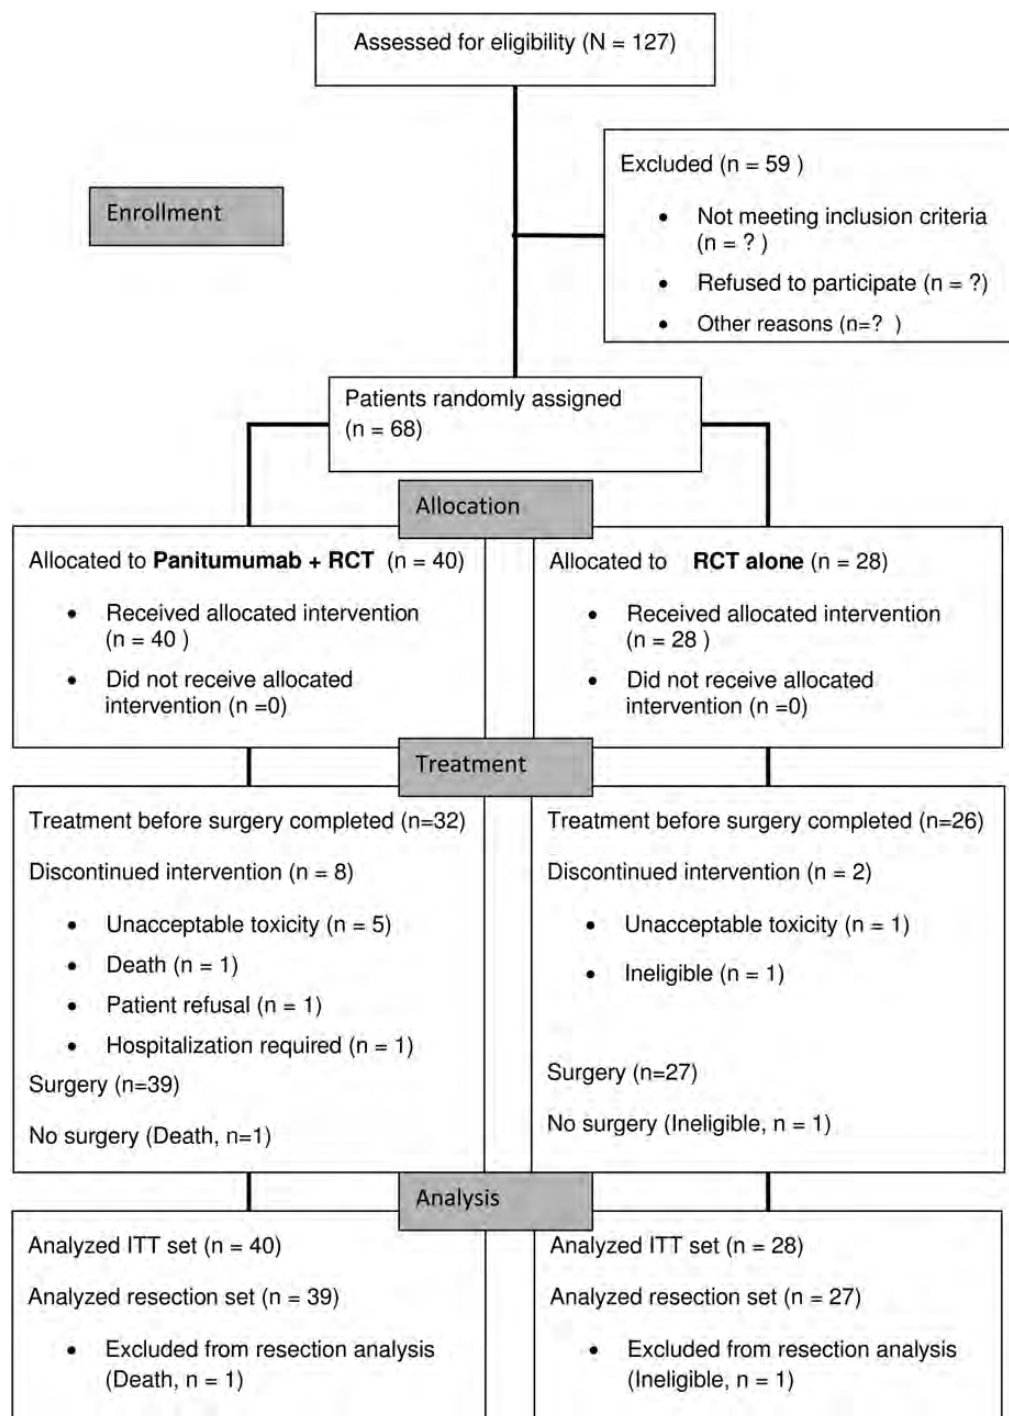 Assessed for eligibility (N = 127)
Excluded (n = 59 )
• Not meeting inclusion criteria
(n = ? )
• Refused to participate (n = ?)
• Other reasons (n=? )
Enrollment
Patients randomly assigned
(n = 68)
Allocation
Allocated to Panitumumab + RCT (n = 40)
• Received allocated intervention
(n = 40 )
• Did not receive allocated
intervention (n =0)
Allocated to RCT alone (n = 28)
• Received allocated intervention
(n = 28 )
• Did not receive allocated
intervention (n =0)
Treatment
Treatment before surgery completed (n=32)
Discontinued intervention (n = 8)
• Unacceptable toxicity (n = 5)
• Death (n = 1)
• Patient refusal (n = 1)
• Hospitalization required (n = 1)
Surgery (n=39)
No surgery (Death, n=1)
Treatment before surgery completed (n=26)
Discontinued intervention (n = 2)
• Unacceptable toxicity (n = 1)
• Ineligible (n = 1)
Surgery (n=27)
No surgery (Ineligible, n = 1)
Analysis
Analyzed ITT set (n = 40)
Analyzed resection set (n = 39)
• Excluded from resection analysis
(Death, n = 1)
Analyzed ITT set (n = 28)
Analyzed resection set (n = 27)
• Excluded from resection analysis
(Ineligible, n = 1)